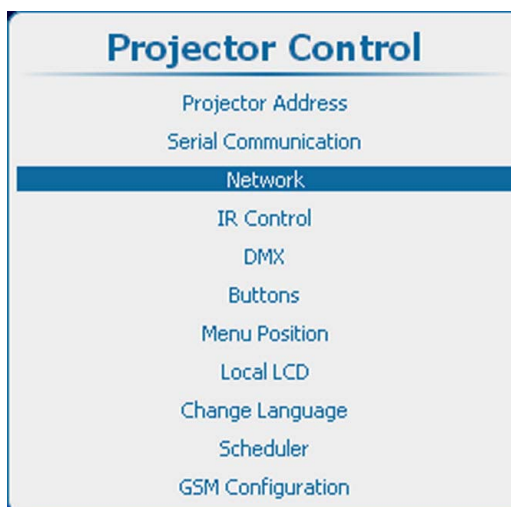 Projector Control
Projector Address
Serial Communication
Network
IR Control
DMX
Buttons
Menu Position
Local LCD
Change Language
Scheduler
GSM Configuration